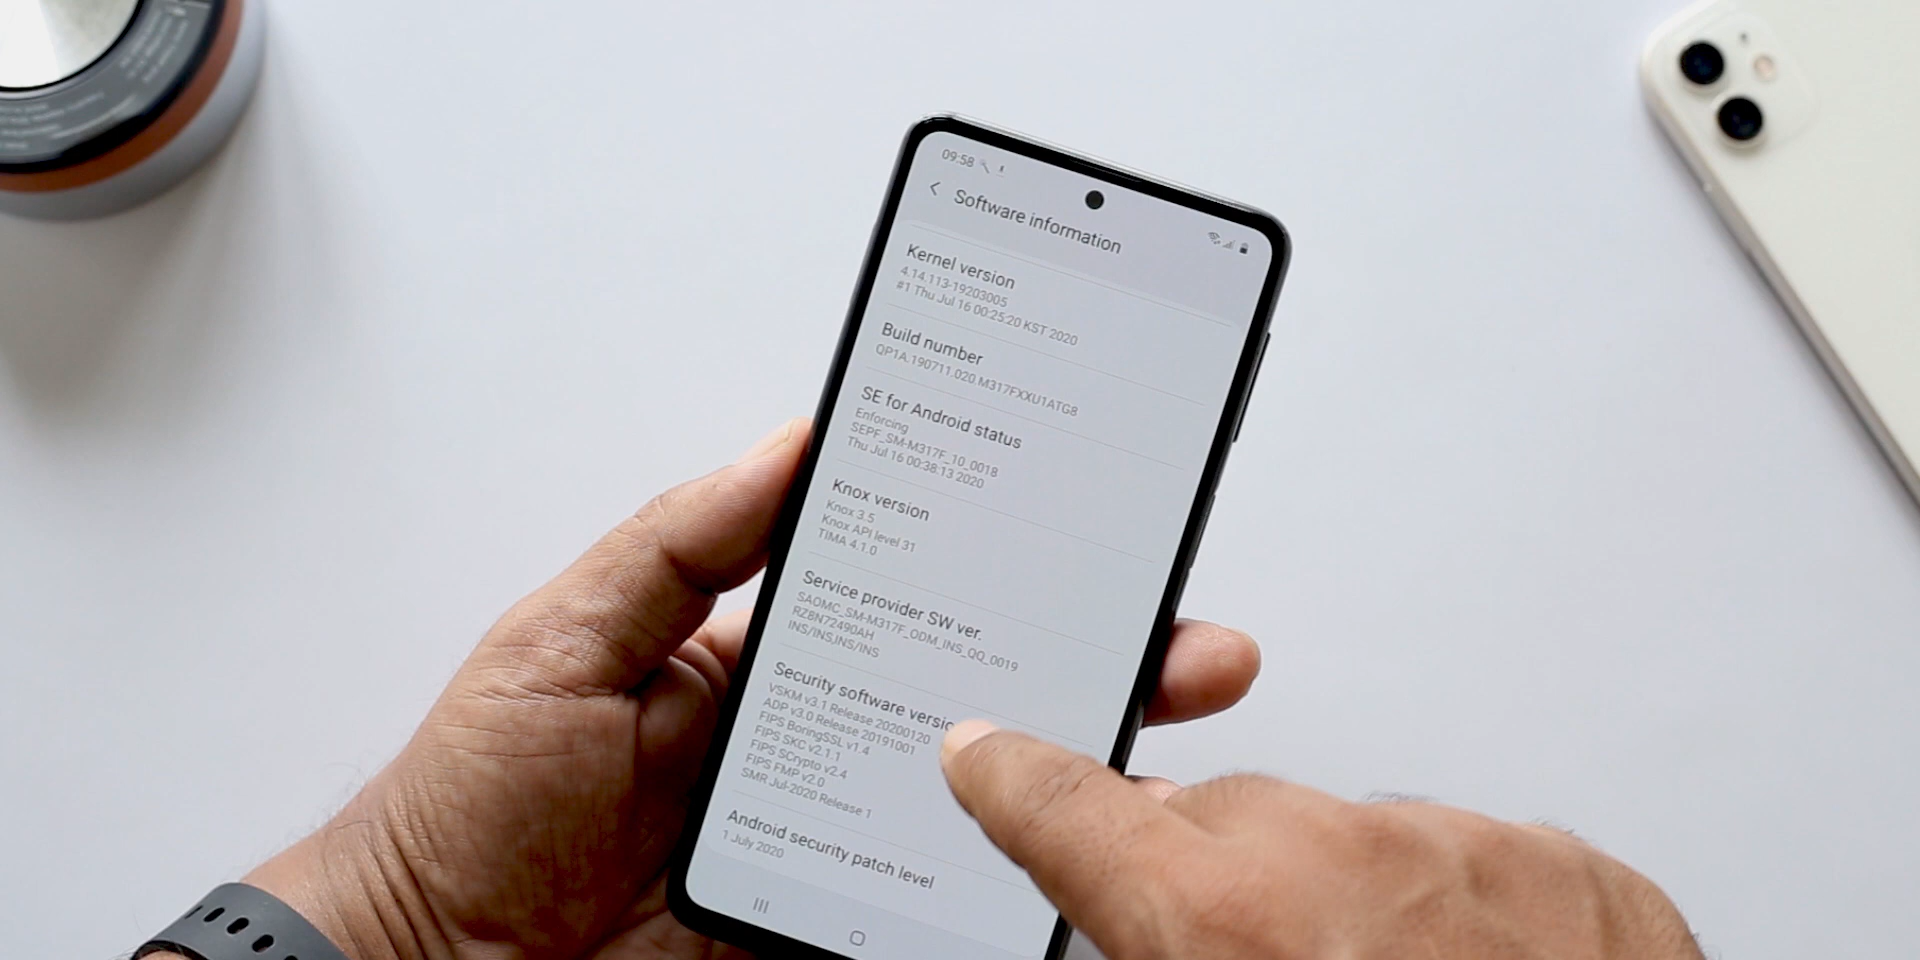 09:58
Software information
Kernel version
4.14.113-19203005
#1 Thu Jul 16 00:25:20 KST 2020
Build number
QP1A.190711.020.M317FXXU1ATG8
SE for Android status
Enforcing
SEPF_SM-M317F_10_0018
Thu Jul 16 00:38:13 2020
Knox version
Knox 3.5
Knox API level 31
TIMA 4.1.0
Service provider SW ver.
SAOMC_SM-M317F_ODM_INS_QQ_0019
RZ8N72490AH
INS/INS,INS/INS
Security software versio
VSKM v3.1 Release 20200120
ADP v3.0 Release 20191001
FIPS BoringSSL v1.4
FIPS SKC v2.1.1
FIPS SCrypto v2.4
FIPS FMP v2.0
SMR Jul-2020 Release 1
Android security patch level
1 July 2020